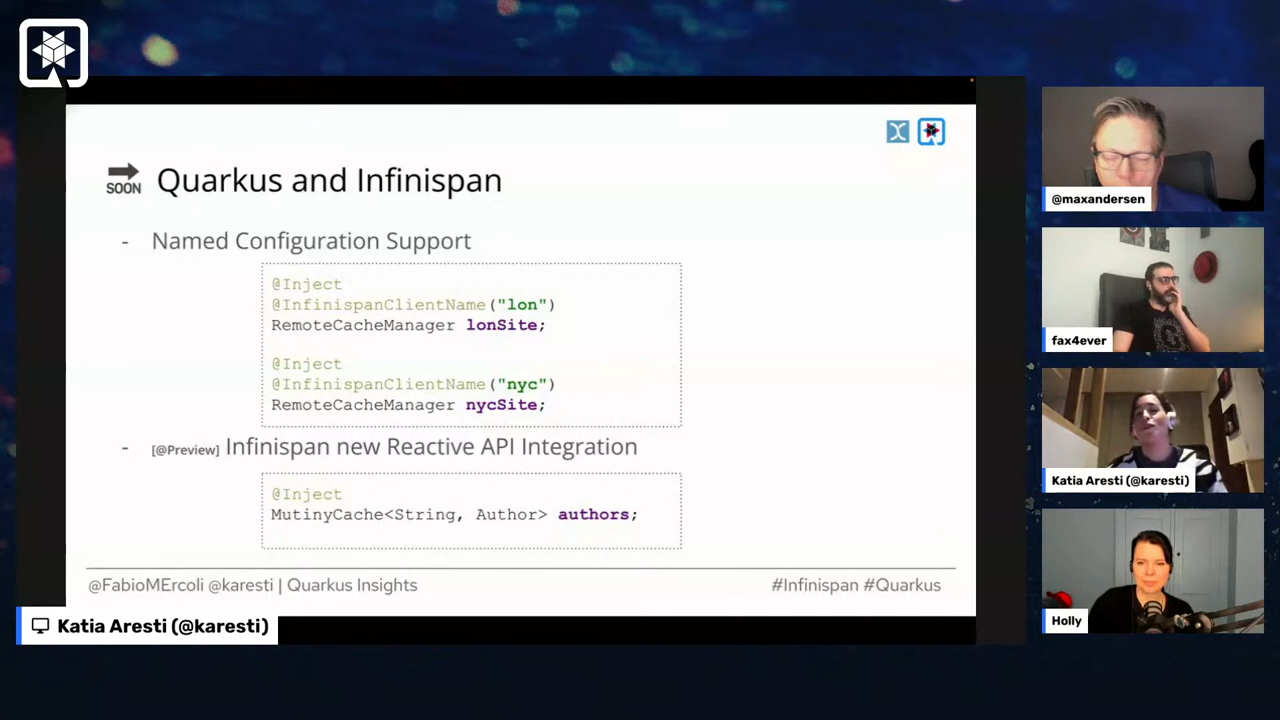 SOON
Quarkus and Infinispan
- Named Configuration Support
@Inject
@InfinispanClientName("lon")
RemoteCacheManager lonSite;
@Inject
@InfinispanClientName("nyc")
RemoteCacheManager nycSite;
- [@Preview] Infinispan new Reactive API Integration
@Inject
MutinyCache<String, Author> authors;
@FabioMErcoli @karesti | Quarkus Insights
#Infinispan #Quarkus
Katia Aresti (@karesti)
@maxandersen
fax4ever
Katia Aresti (@karesti)
Holly